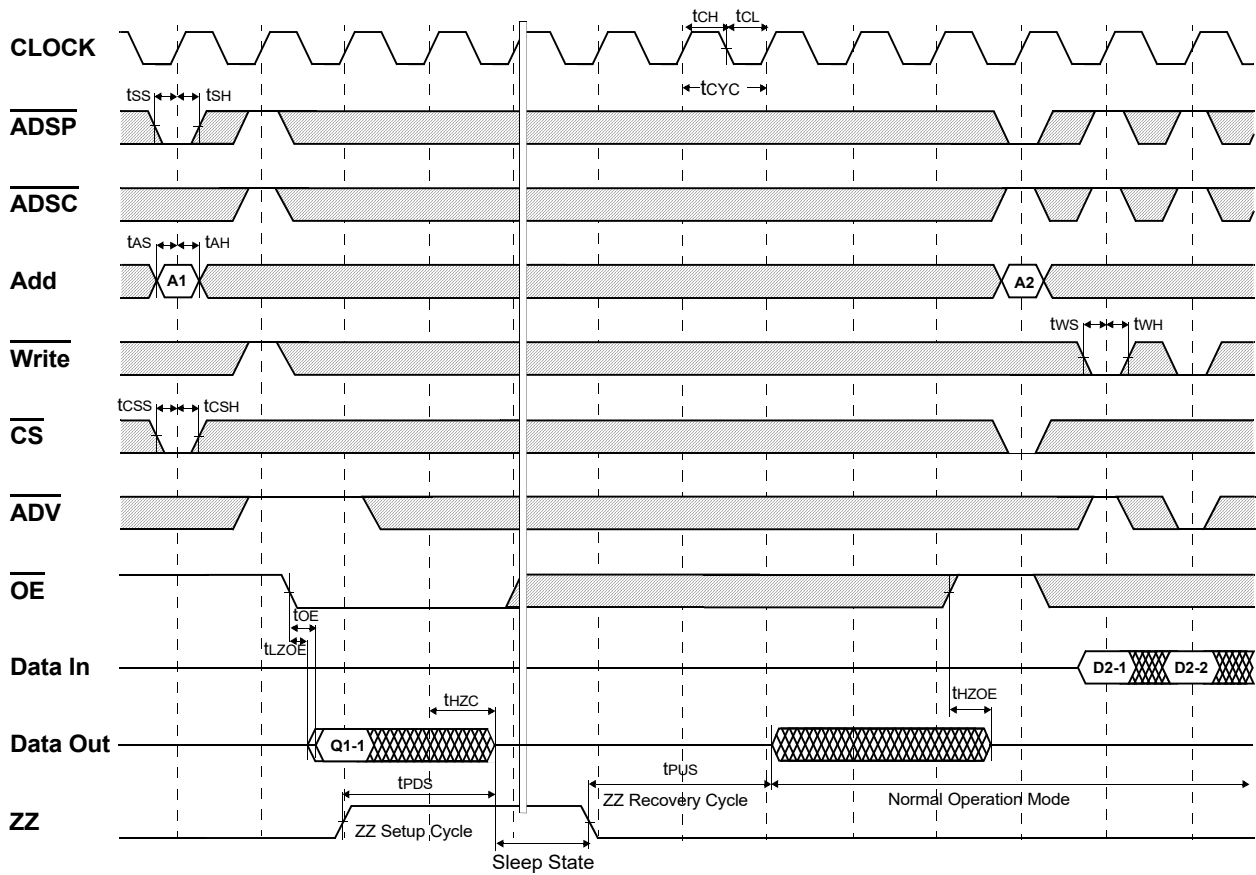 tCH tCL
CLOCK
tCYC
tSS tSH
ADSP
ADSC
tAS tAH
Add A1 A2
tWS tWH
Write
tCSS tCSH
CS
ADV
OE
tOE
tLZOE
Data In D2-1 D2-2
tHZC tHZOE
Data Out Q1-1
tPDS tPUS
ZZ Setup Cycle ZZ Recovery Cycle Normal Operation Mode
ZZ
Sleep State